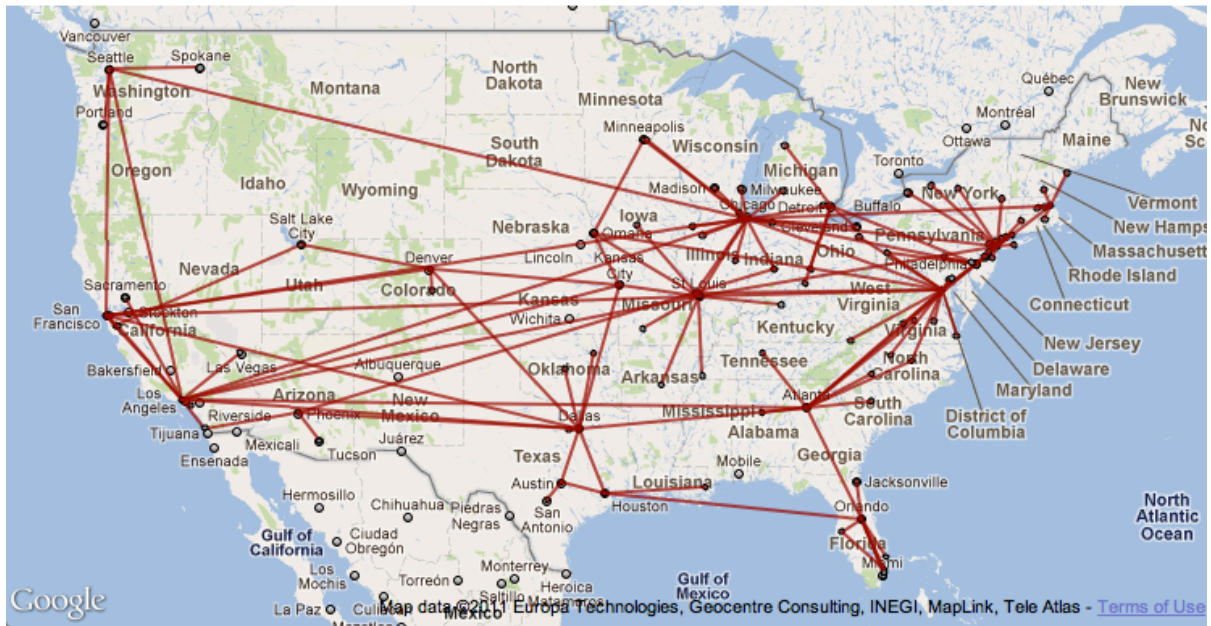 Vancouver
Seattle
Spokane
Washington
Portland
Oregon
Montana
North
Dakota
Minnesota
Minneapolis
Wisconsin
South
Dakota
Idaho
Wyoming
Michigan
Madison
Milwaukee
Chicago
Detroit
Toronto
Ottawa
Montréal
Québec
New
Brunswick
Maine
Buffalo
New York
Vermont
New Hamps
Massachusett
Rhode Island
Connecticut
New Jersey
Delaware
Maryland
District of
Columbia
Salt Lake
City
Nebraska
Iowa
Omaha
Lincoln
Cleveland
Pennsylvania
Ohio
Illinois
Indiana
Philadelphia
Nevada
Utah
Denver
Colorado
Kansas
City
Kansas
St Louis
Missouri
West
Virginia
Virginia
Sacramento
Stockton
San
Francisco
California
Wichita
Kentucky
Bakersfield
Las Vegas
Albuquerque
Oklahoma
Arkansas
Tennessee
North
Carolina
Los
Angeles
Riverside
Arizona
Phoenix
New
Mexico
Dallas
Mississippi
Atlanta
South
Carolina
Alabama
Georgia
Tijuana
Mexicali
Ensenada
Tucson
Juárez
Texas
Austin
San
Antonio
Houston
Louisiana
Mobile
Jacksonville
Orlando
Florida
Miami
Hermosillo
Chihuahua
Piedras
Negras
Gulf of
California
Ciudad
Obregón
Los
Mochis
Torreón
Monterrey
Saltillo
Heroica
Matamoros
La Paz
México
Gulf of
Mexico
North
Atlantic
Ocean
Google
Map data ©2011 Europa Technologies, Geocentre Consulting, INEGI, MapLink, Tele Atlas - Terms of Use